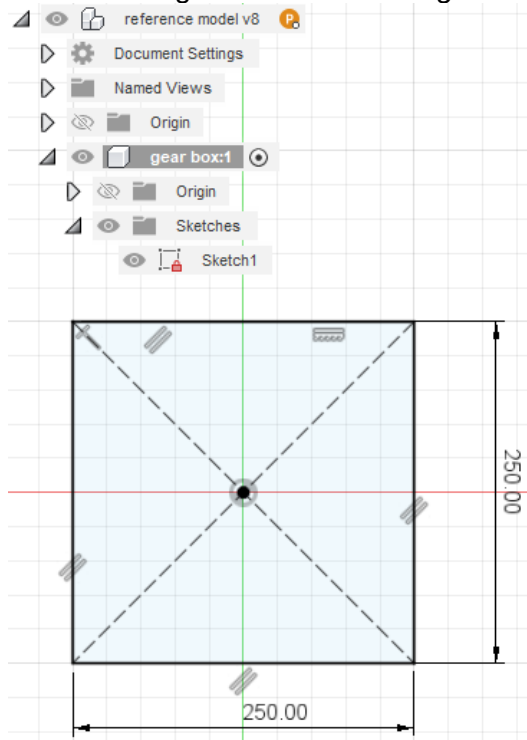 reference model v8 P
Document Settings
Named Views
Origin
gear box:1
Origin
Sketches
Sketch1
250.00
250.00